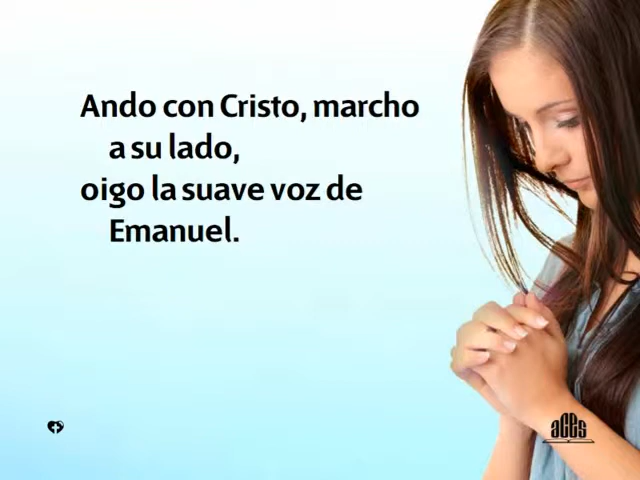 Ando con Cristo, marcho
a su lado,
oigo la suave voz de
Emanuel.
aces